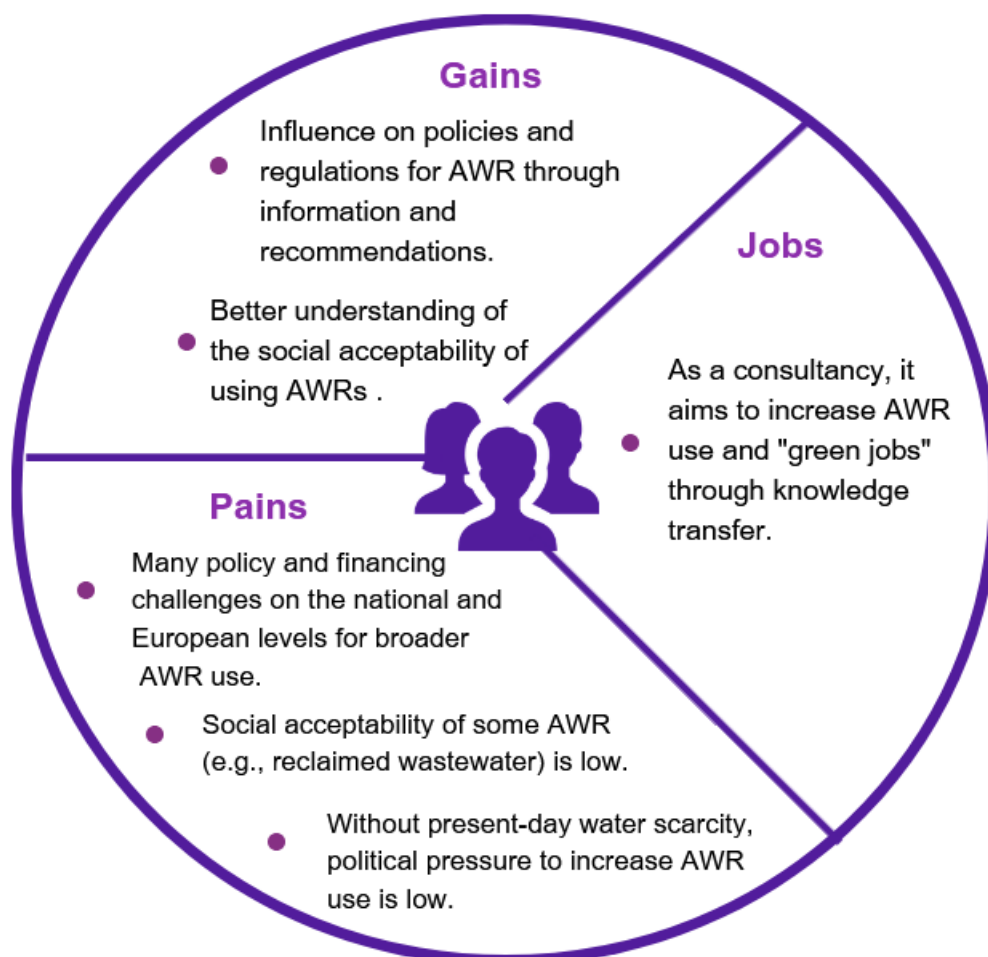 Gains
Influence on policies and
regulations for AWR through
information and
recommendations.
Better understanding of
the social acceptability of
using AWRs .
Jobs
As a consultancy, it
aims to increase AWR
use and "green jobs"
through knowledge
transfer.
Pains
Many policy and financing
challenges on the national and
European levels for broader
AWR use.
Social acceptability of some AWR
(e.g., reclaimed wastewater) is low.
Without present-day water scarcity,
political pressure to increase AWR
use is low.